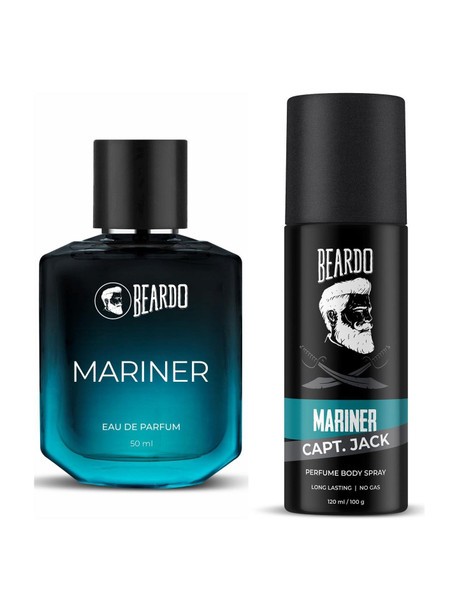 BEARDO
MARINER
EAU DE PARFUM
50 ml
BEARDO
MARINER
CAPT. JACK
PERFUME BODY SPRAY
LONG LASTING | NO GAS
120 ml / 100 g